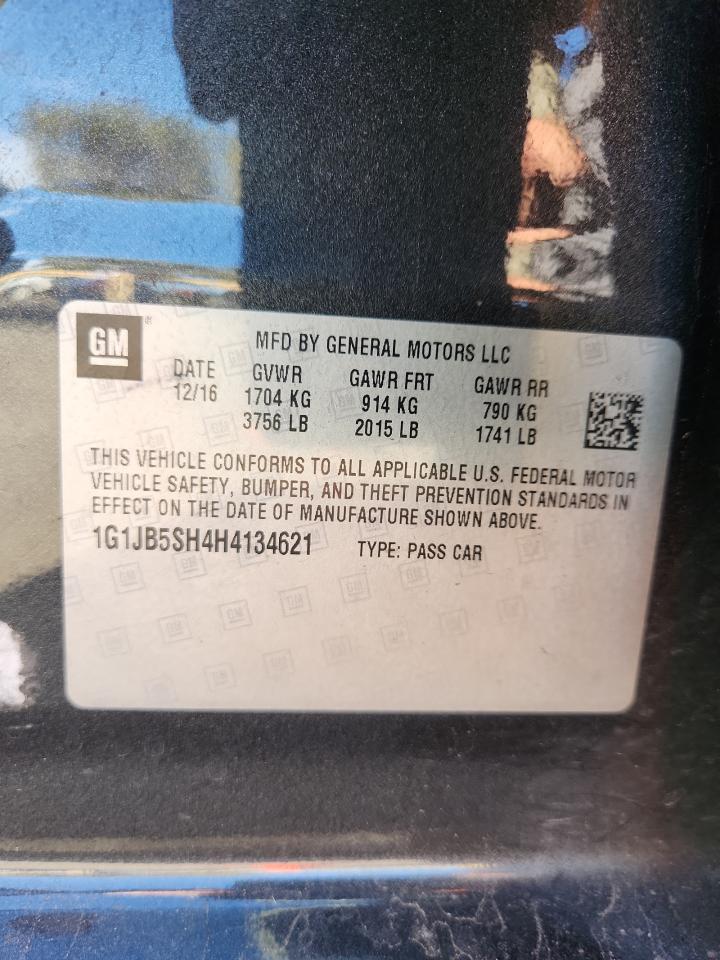 GM
MFD BY GENERAL MOTORS LLC
DATE GVWR GAWR FRT GAWR RR
12/16 1704 KG 914 KG 790 KG
3756 LB 2015 LB 1741 LB
THIS VEHICLE CONFORMS TO ALL APPLICABLE U.S. FEDERAL MOTOR
VEHICLE SAFETY, BUMPER, AND THEFT PREVENTION STANDARDS IN
EFFECT ON THE DATE OF MANUFACTURE SHOWN ABOVE.
1G1JB5SH4H4134621 TYPE: PASS CAR